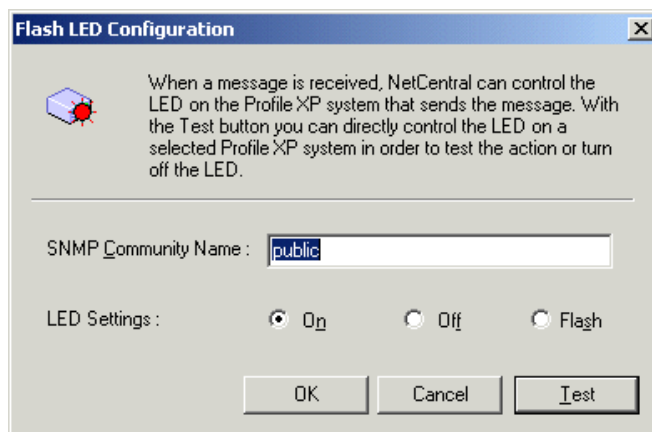 Flash LED Configuration
When a message is received, NetCentral can control the
LED on the Profile XP system that sends the message. With
the Test button you can directly control the LED on a
selected Profile XP system in order to test the action or turn
off the LED.
SNMP Community Name :
public
LED Settings :
On
Off
Flash
OK
Cancel
Test